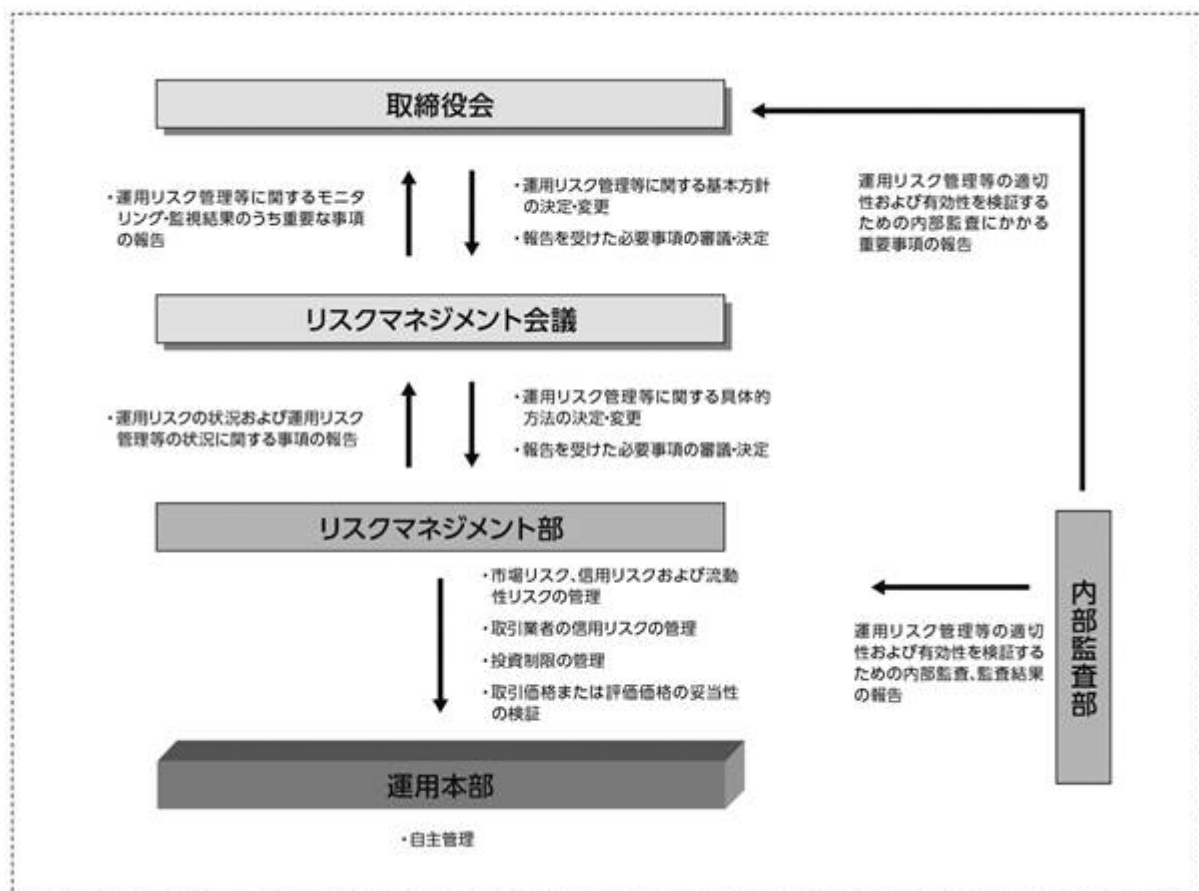 取締役会
・運用リスク管理等に関するモニタ
リング・監視結果のうち重要な事項
の報告
・運用リスク管理等に関する基本方針
の決定・変更
・報告を受けた必要事項の審議・決定
運用リスク管理等の適切
性および有効性を検証する
ための内部監査にかかる
重要事項の報告
リスクマネジメント会議
・運用リスクの状況および運用リスク
管理等の状況に関する事項の報告
・運用リスク管理等に関する具体的
方法の決定・変更
・報告を受けた必要事項の審議・決定
リスクマネジメント部
・市場リスク、信用リスクおよび流動
性リスクの管理
・取引業者の信用リスクの管理
・投資制限の管理
・取引価格または評価価格の妥当性
の検証
運用リスク管理等の適切
性および有効性を検証する
ための内部監査、監査結果
の報告
内部監査部
運用本部
・自主管理